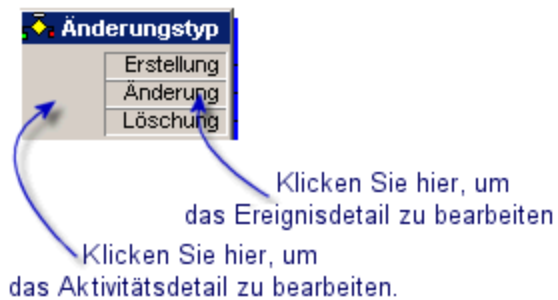 Änderungstyp
Erstellung
Änderung
Löschung
Klicken Sie hier, um
das Ereignisdetail zu bearbeiten
Klicken Sie hier, um
das Aktivitätsdetail zu bearbeiten.